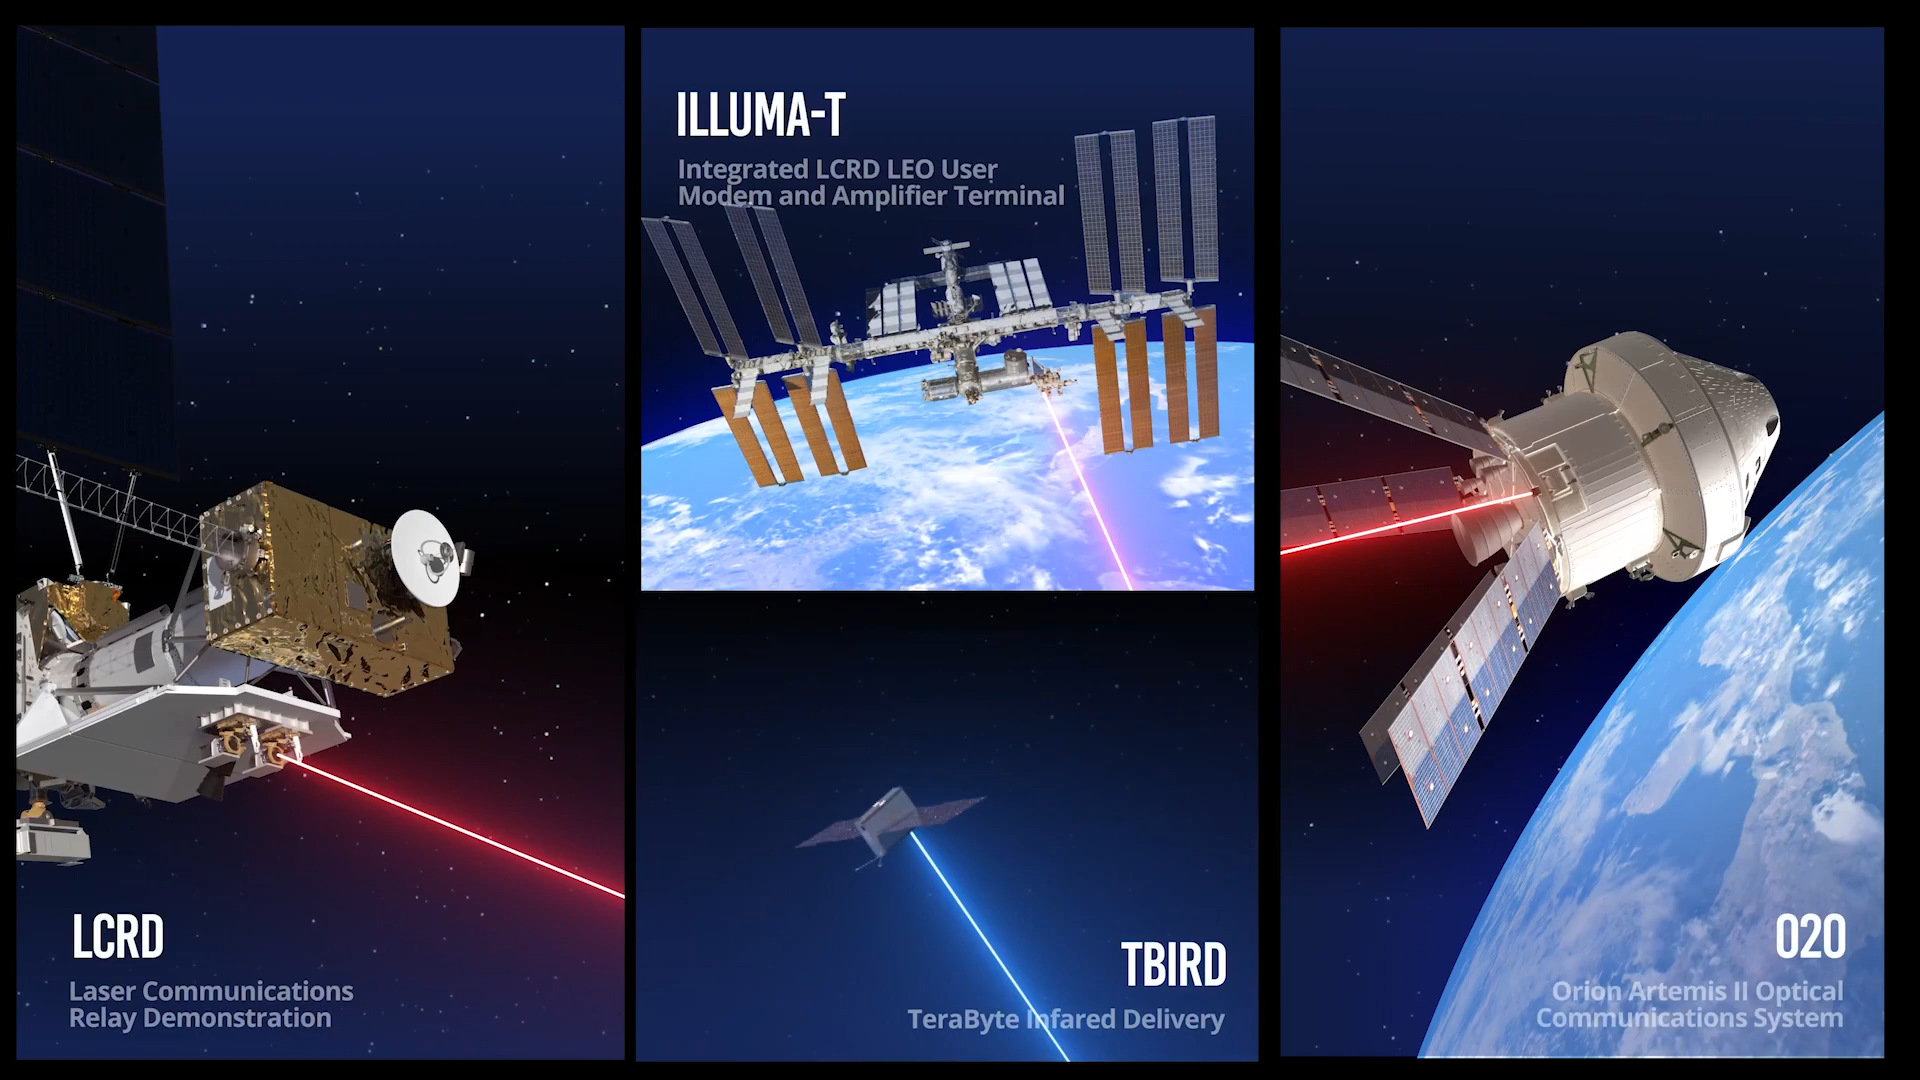 LCRD
Laser Communications
Relay Demonstration
ILLUMA-T
Integrated LCRD LEO User
Modem and Amplifier Terminal
TBIRD
TeraByte Infared Delivery
O2O
Orion Artemis II Optical
Communications System